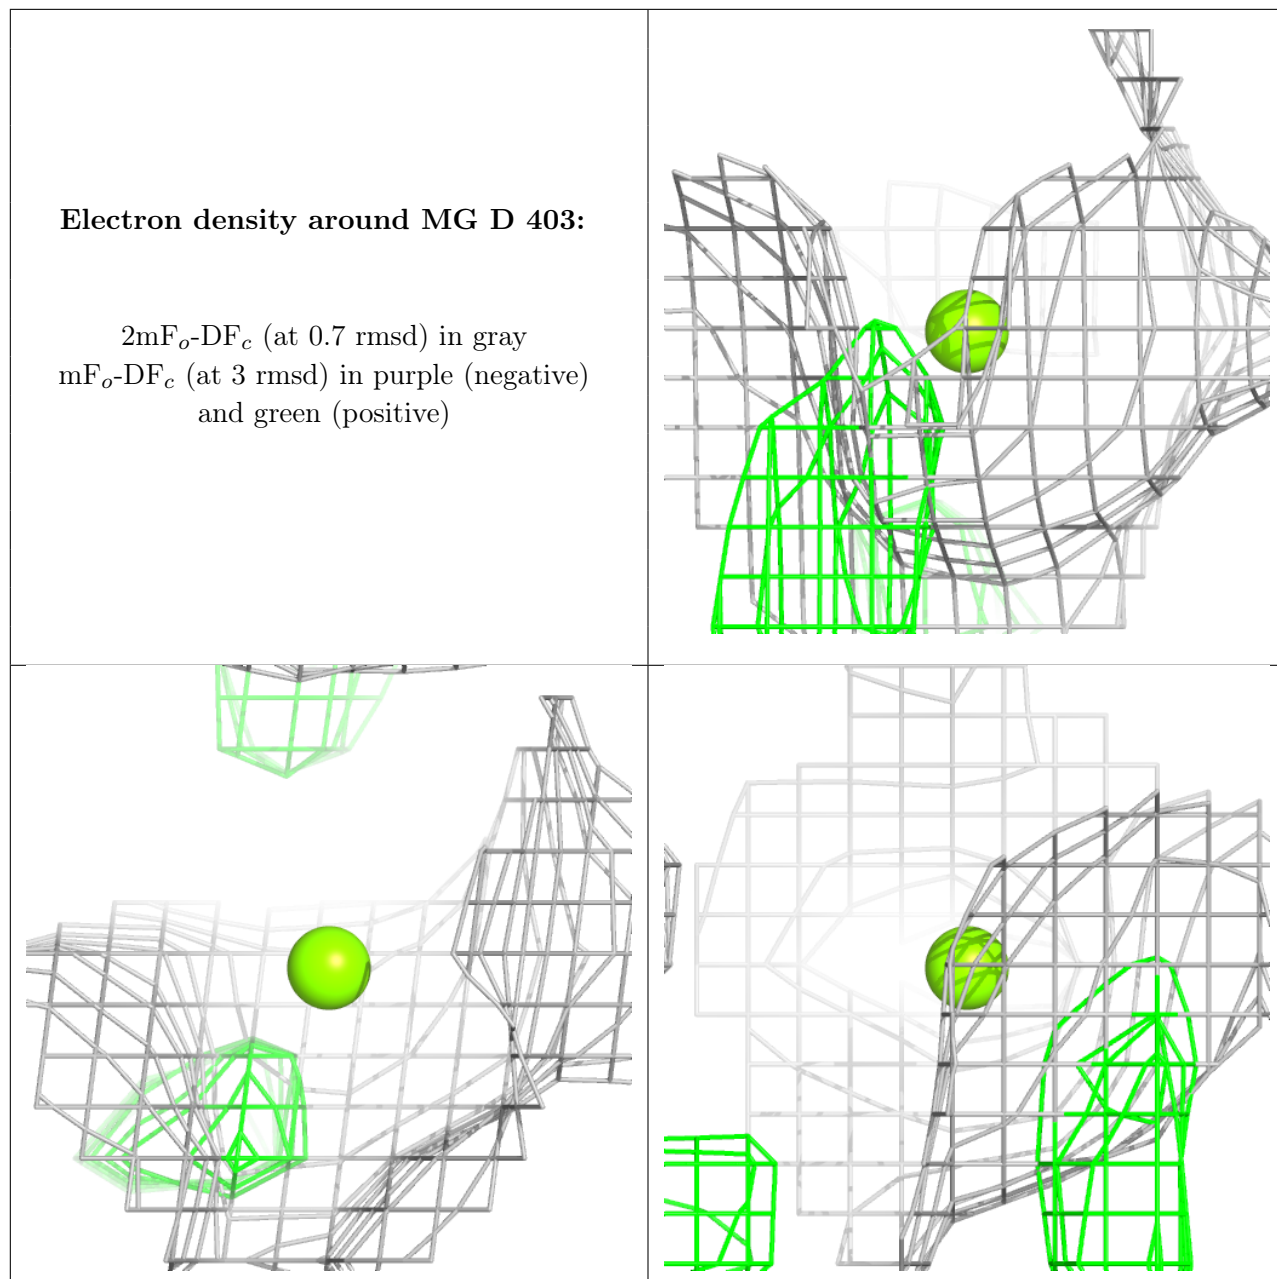 Electron density around MG D 403:
2mFₒ-DF𝒸 (at 0.7 rmsd) in gray
mFₒ-DF𝒸 (at 3 rmsd) in purple (negative)
and green (positive)